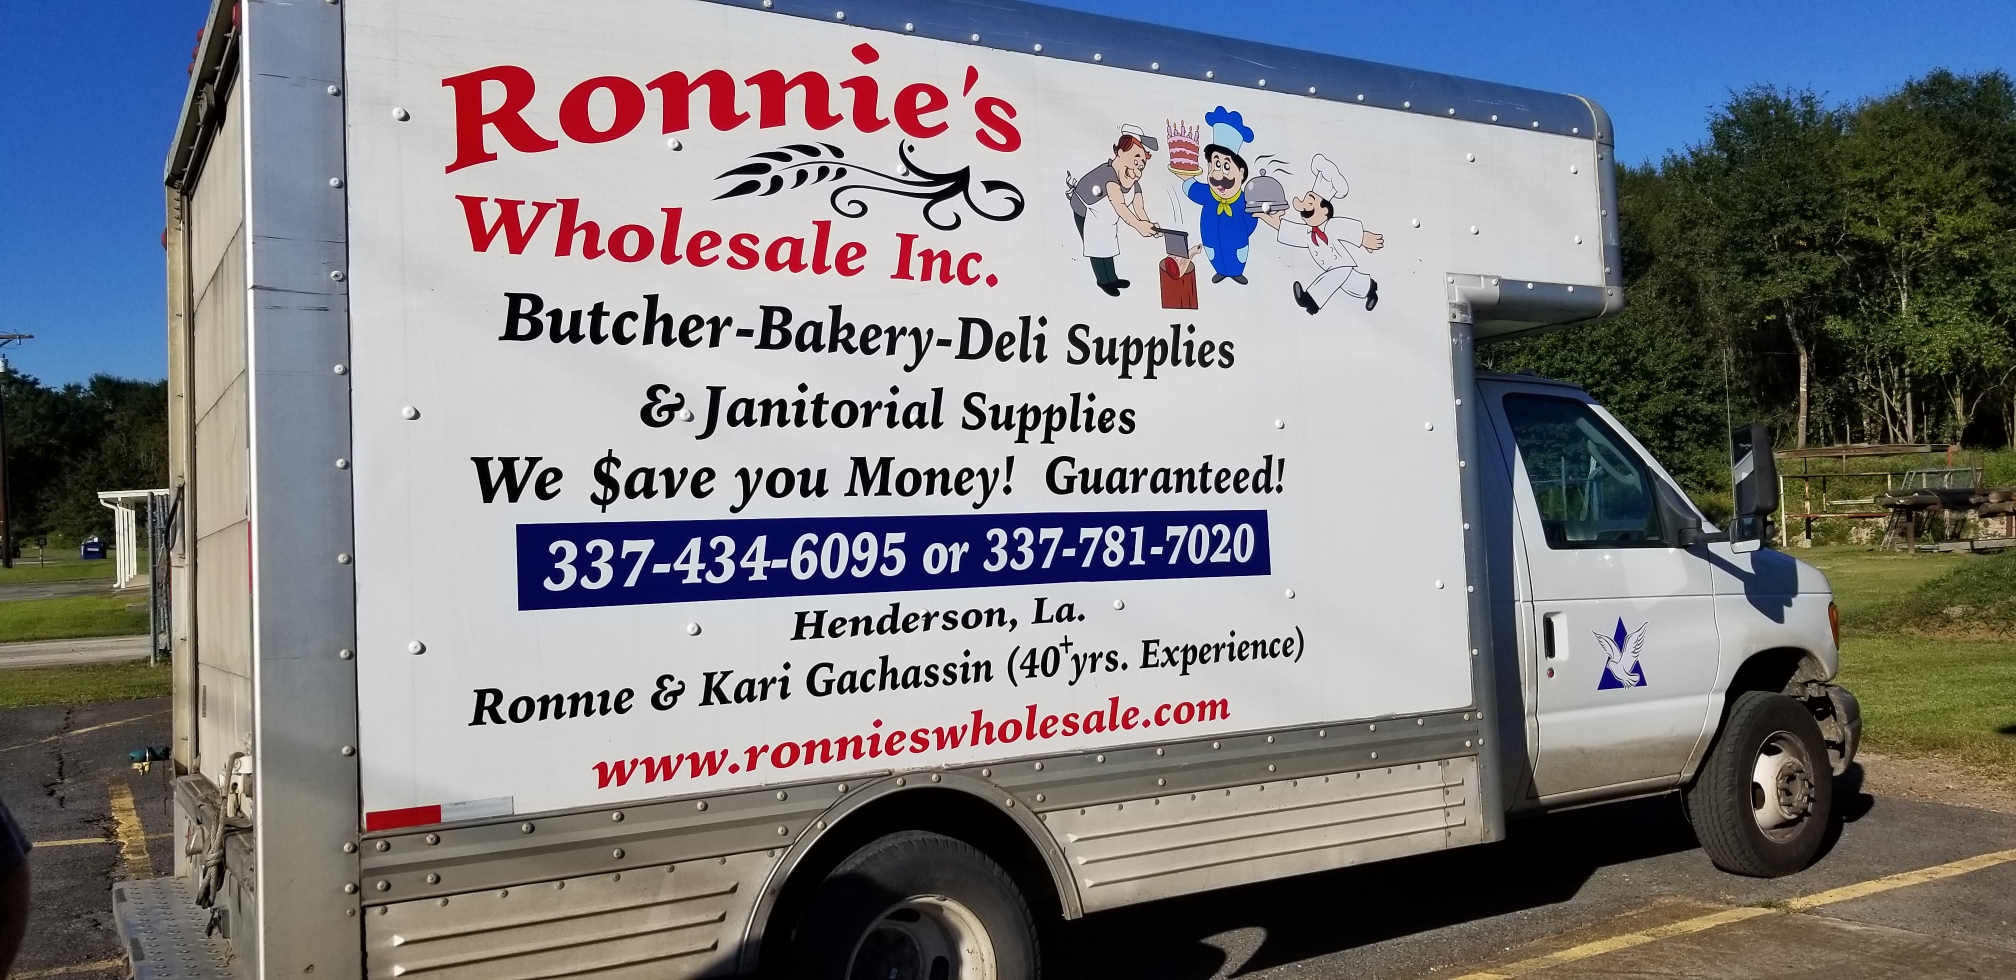 Ronnie's
Wholesale Inc.
Butcher-Bakery-Deli Supplies
& Janitorial Supplies
We $ave you Money! Guaranteed!
337-434-6095 or 337-781-7020
Henderson, La.
Ronnie & Kari Gachassin (40+yrs. Experience)
www.ronnieswholesale.com